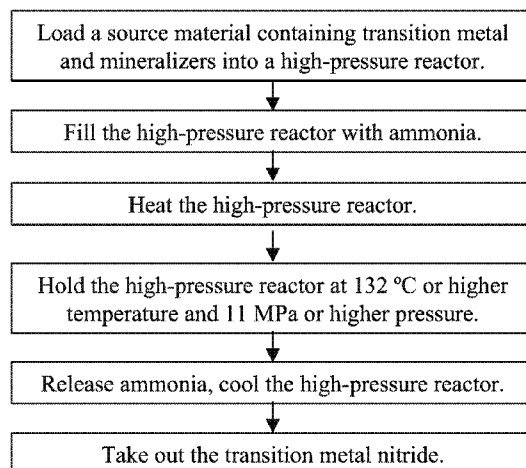 Load a source material containing transition metal
and mineralizers into a high-pressure reactor.
Fill the high-pressure reactor with ammonia.
Heat the high-pressure reactor.
Hold the high-pressure reactor at 132 ºC or higher
temperature and 11 MPa or higher pressure.
Release ammonia, cool the high-pressure reactor.
Take out the transition metal nitride.